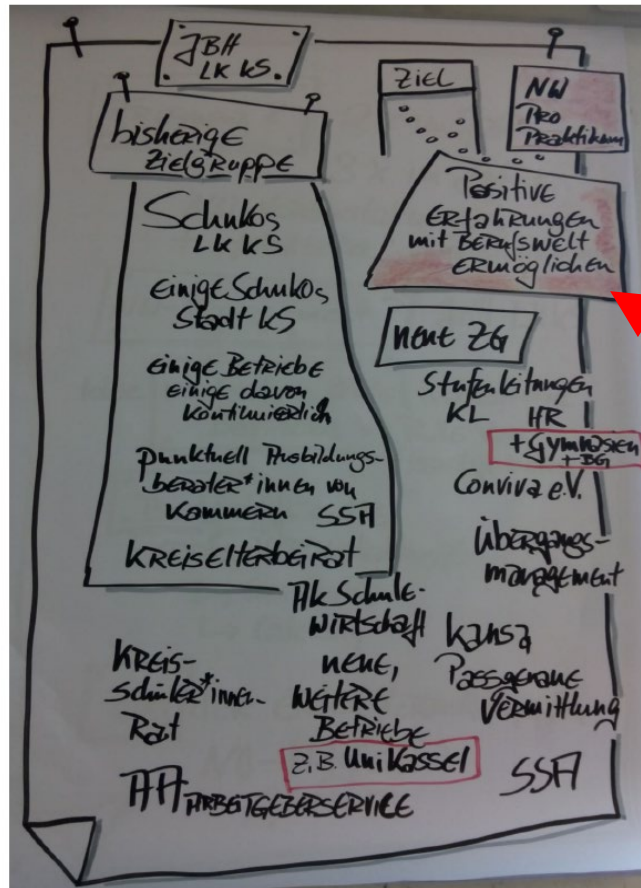 JBH
LK KS.
bisherige
Zielgruppe
Schukos
LK KS
einige Schukos
Stadt KS
einige Betriebe
einige davon
kontinuierlich
punktuell Ausbildungs-
berater*innen von
Kammern SSA
Kreiselterbeirat
Ziel
NW
Pro
Praktikum
Positive
Erfahrungen
mit Berufswelt
ermöglichen
neue ZG
Stufenleitungen
KL HR
+ Gymnasien
+ BG
Conviva e.V.
Übergangs-
management
AK Schule-
wirtschaft
Kreis-
schüler*innen-
Rat
neue,
weitere
Betriebe
z.B. Uni Kassel
Kansa
Passgenaue
Vermittlung
AA Arbeitgeberservice
SSA